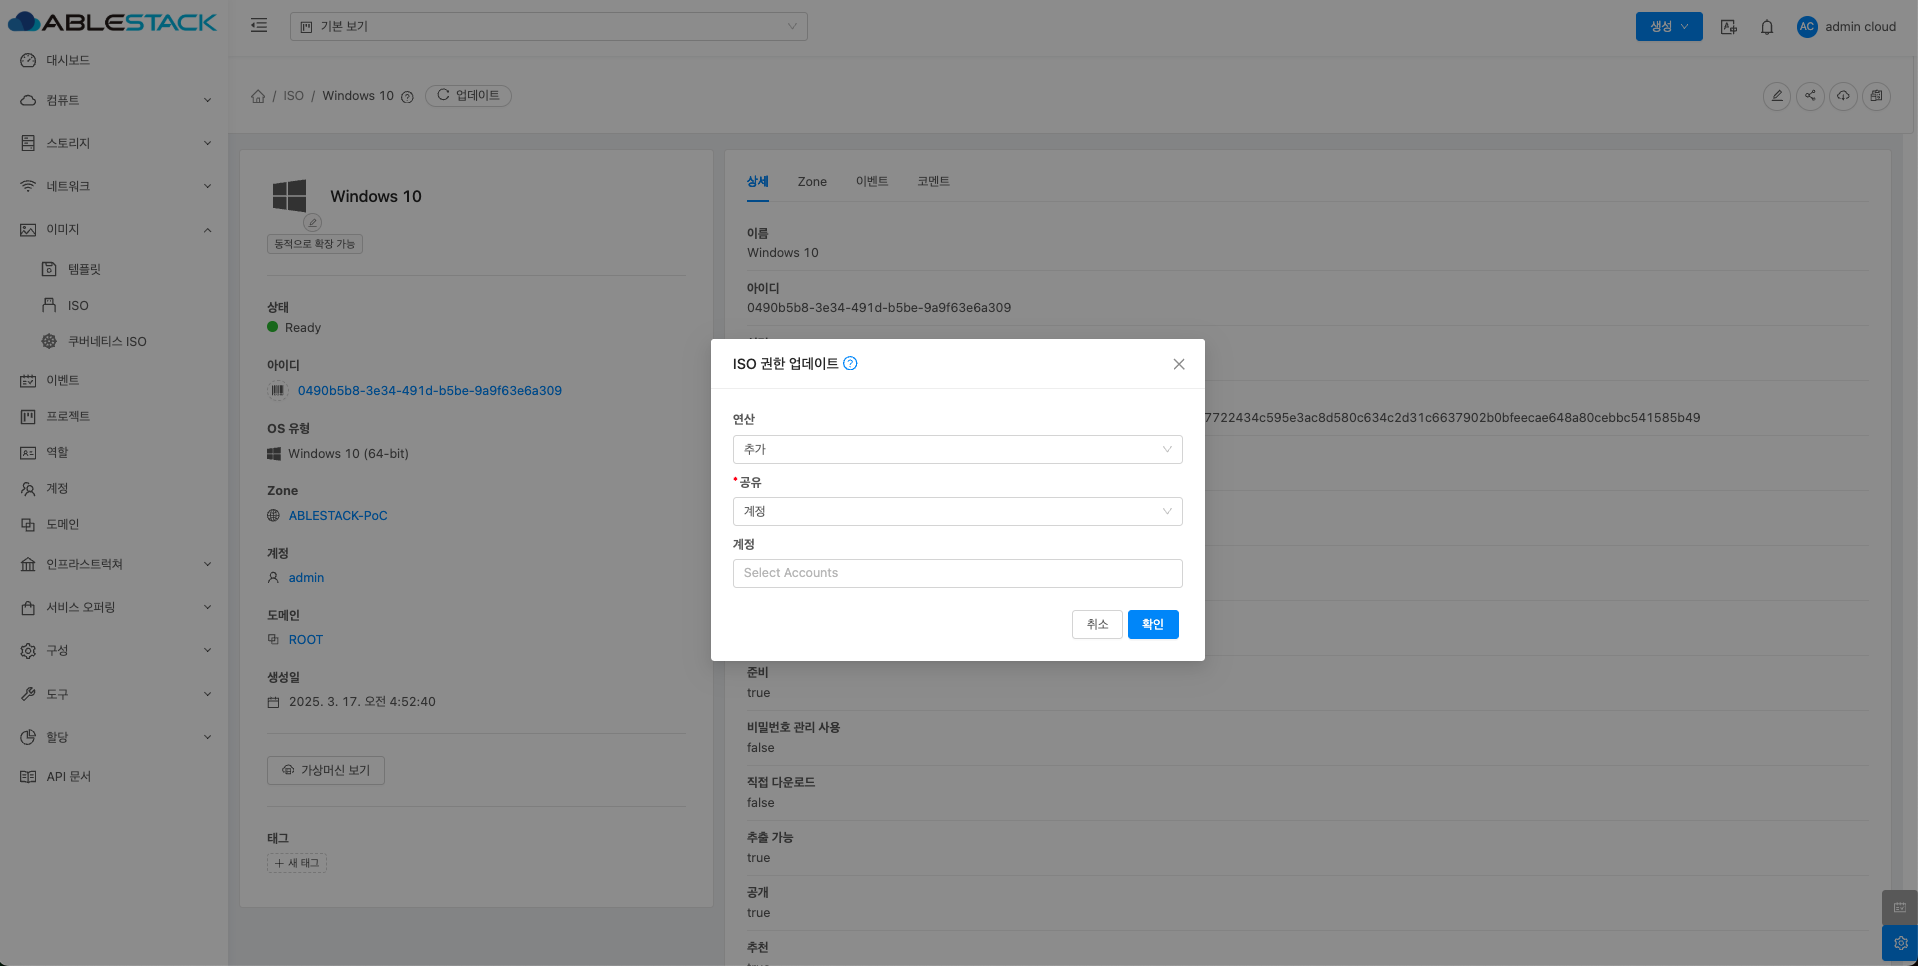 ABLESTACK
기본 보기
생성
AC
admin cloud
대시보드
컴퓨트
스토리지
네트워크
이미지
템플릿
ISO
쿠버네티스 ISO
이벤트
프로젝트
역할
계정
도메인
인프라스트럭쳐
서비스 오퍼링
구성
도구
할당
API 문서
/ ISO / Windows 10
업데이트
Windows 10
동적으로 확장 가능
상태
Ready
아이디
0490b5b8-3e34-491d-b5be-9a9f63e6a309
OS 유형
Windows 10 (64-bit)
Zone
ABLESTACK-PoC
계정
admin
도메인
ROOT
생성일
2025. 3. 17. 오전 4:52:40
가상머신 보기
태그
+ 새 태그
상세
Zone
이벤트
코멘트
이름
Windows 10
아이디
0490b5b8-3e34-491d-b5be-9a9f63e6a309
7722434c595e3ac8d580c634c2d31c6637902b0bfeecae648a80cebbc541585b49
준비
true
비밀번호 관리 사용
false
직접 다운로드
false
추출 가능
true
공개
true
추천
ISO 권한 업데이트
연산
추가
* 공유
계정
계정
Select Accounts
취소
확인